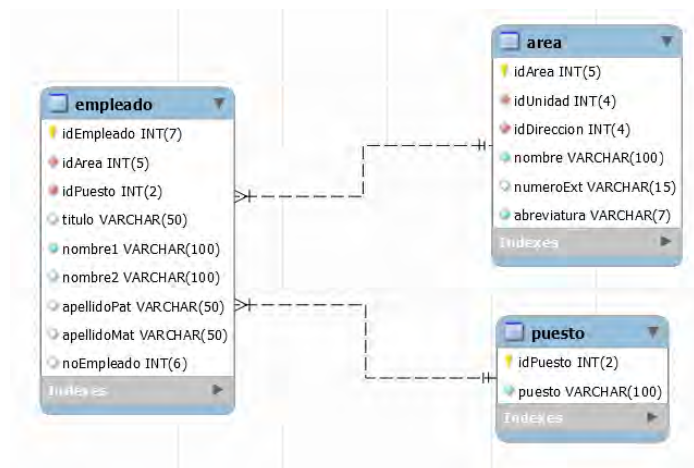 empleado
idEmpleado INT(7)
idArea INT(5)
idPuesto INT(2)
titulo VARCHAR(50)
nombre1 VARCHAR(100)
nombre2 VARCHAR(100)
apellidoPat VARCHAR(50)
apellidoMat VARCHAR(50)
noEmpleado INT(6)
Indexes
area
idArea INT(5)
idUnidad INT(4)
idDireccion INT(4)
nombre VARCHAR(100)
numeroExt VARCHAR(15)
abreviatura VARCHAR(7)
Indexes
puesto
idPuesto INT(2)
puesto VARCHAR(100)
Indexes